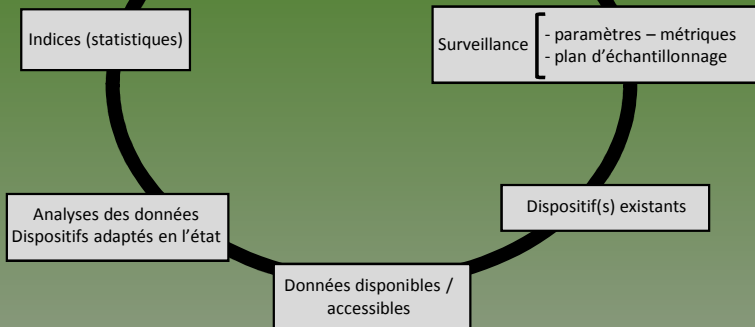 Indices (statistiques)
Surveillance
- paramètres – métriques
- plan d'échantillonnage
Analyses des données
Dispositifs adaptés en l'état
Dispositif(s) existants
Données disponibles /
accessibles